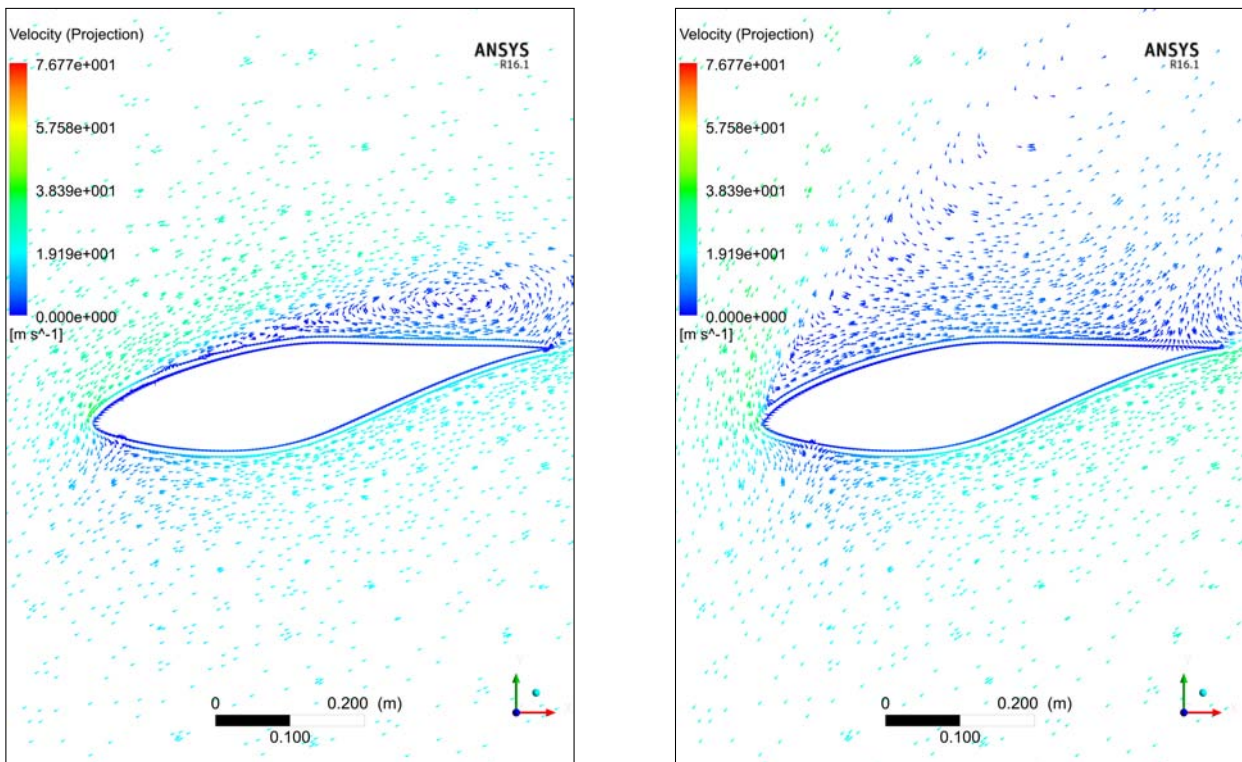 Velocity (Projection)
ANSYS
R16.1
7.677e+001
5.758e+001
3.839e+001
1.919e+001
0.000e+000
[m s^-1]
Y
X
0 0.200 (m)
0.100
Velocity (Projection)
ANSYS
R16.1
7.677e+001
5.758e+001
3.839e+001
1.919e+001
0.000e+000
[m s^-1]
Y
X
0 0.200 (m)
0.100